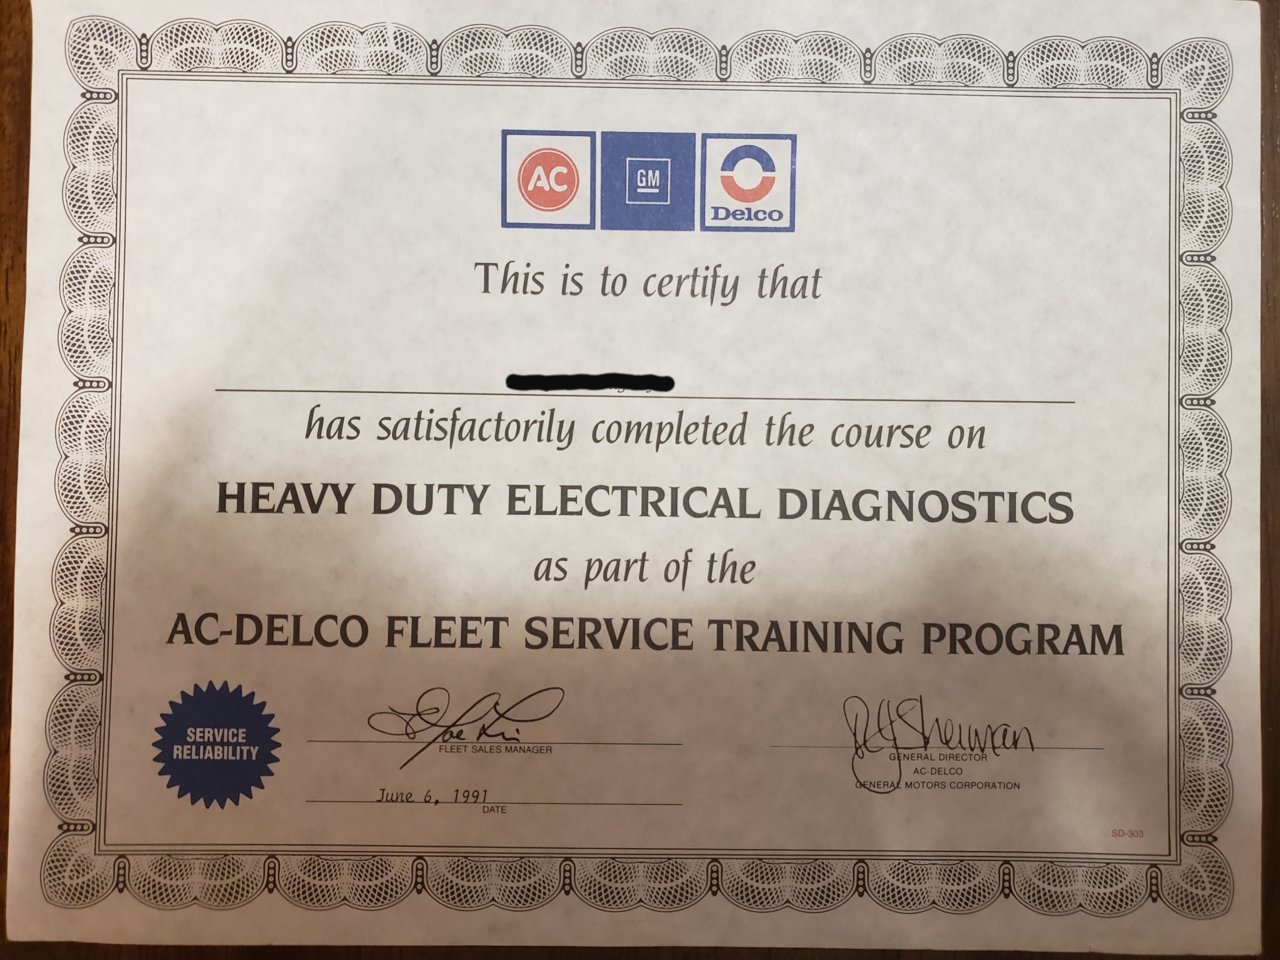 AC
GM
Delco
This is to certify that
has satisfactorily completed the course on
HEAVY DUTY ELECTRICAL DIAGNOSTICS
as part of the
AC-DELCO FLEET SERVICE TRAINING PROGRAM
SERVICE
RELIABILITY
FLEET SALES MANAGER
June 6, 1991
DATE
Sherman
GENERAL DIRECTOR
AC-DELCO
GENERAL MOTORS CORPORATION
SD-303